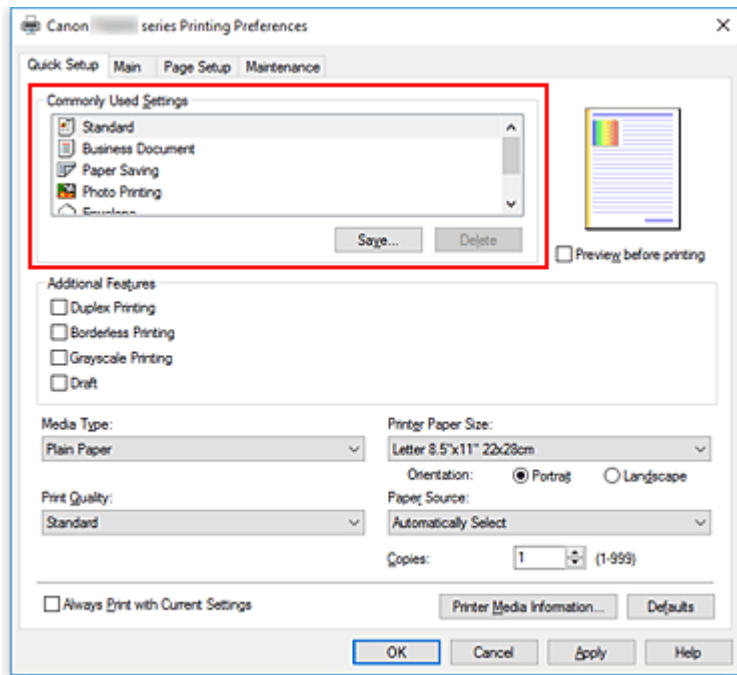 Canon series Printing Preferences
Quick Setup Main Page Setup Maintenance
Commonly Used Settings
Standard
Business Document
Paper Saving
Photo Printing
Envelope
Save... Delete
Preview before printing
Additional Features
Duplex Printing
Borderless Printing
Grayscale Printing
Draft
Media Type:
Plain Paper
Printer Paper Size:
Letter 8.5"x11" 22x28cm
Orientation: Portrait Landscape
Print Quality:
Standard
Paper Source:
Automatically Select
Copies: 1 (1-999)
Always Print with Current Settings
Printer Media Information... Defaults
OK Cancel Apply Help